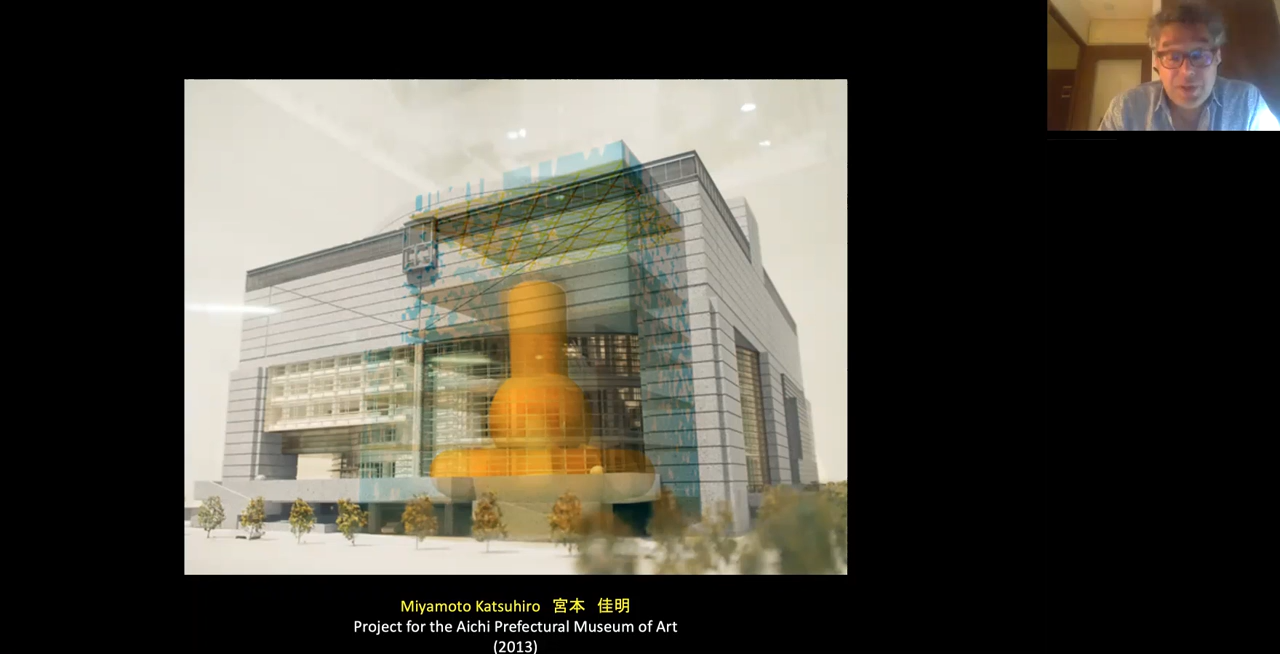 Miyamoto Katsuhiro 宮本 佳明
Project for the Aichi Prefectural Museum of Art
(2013)